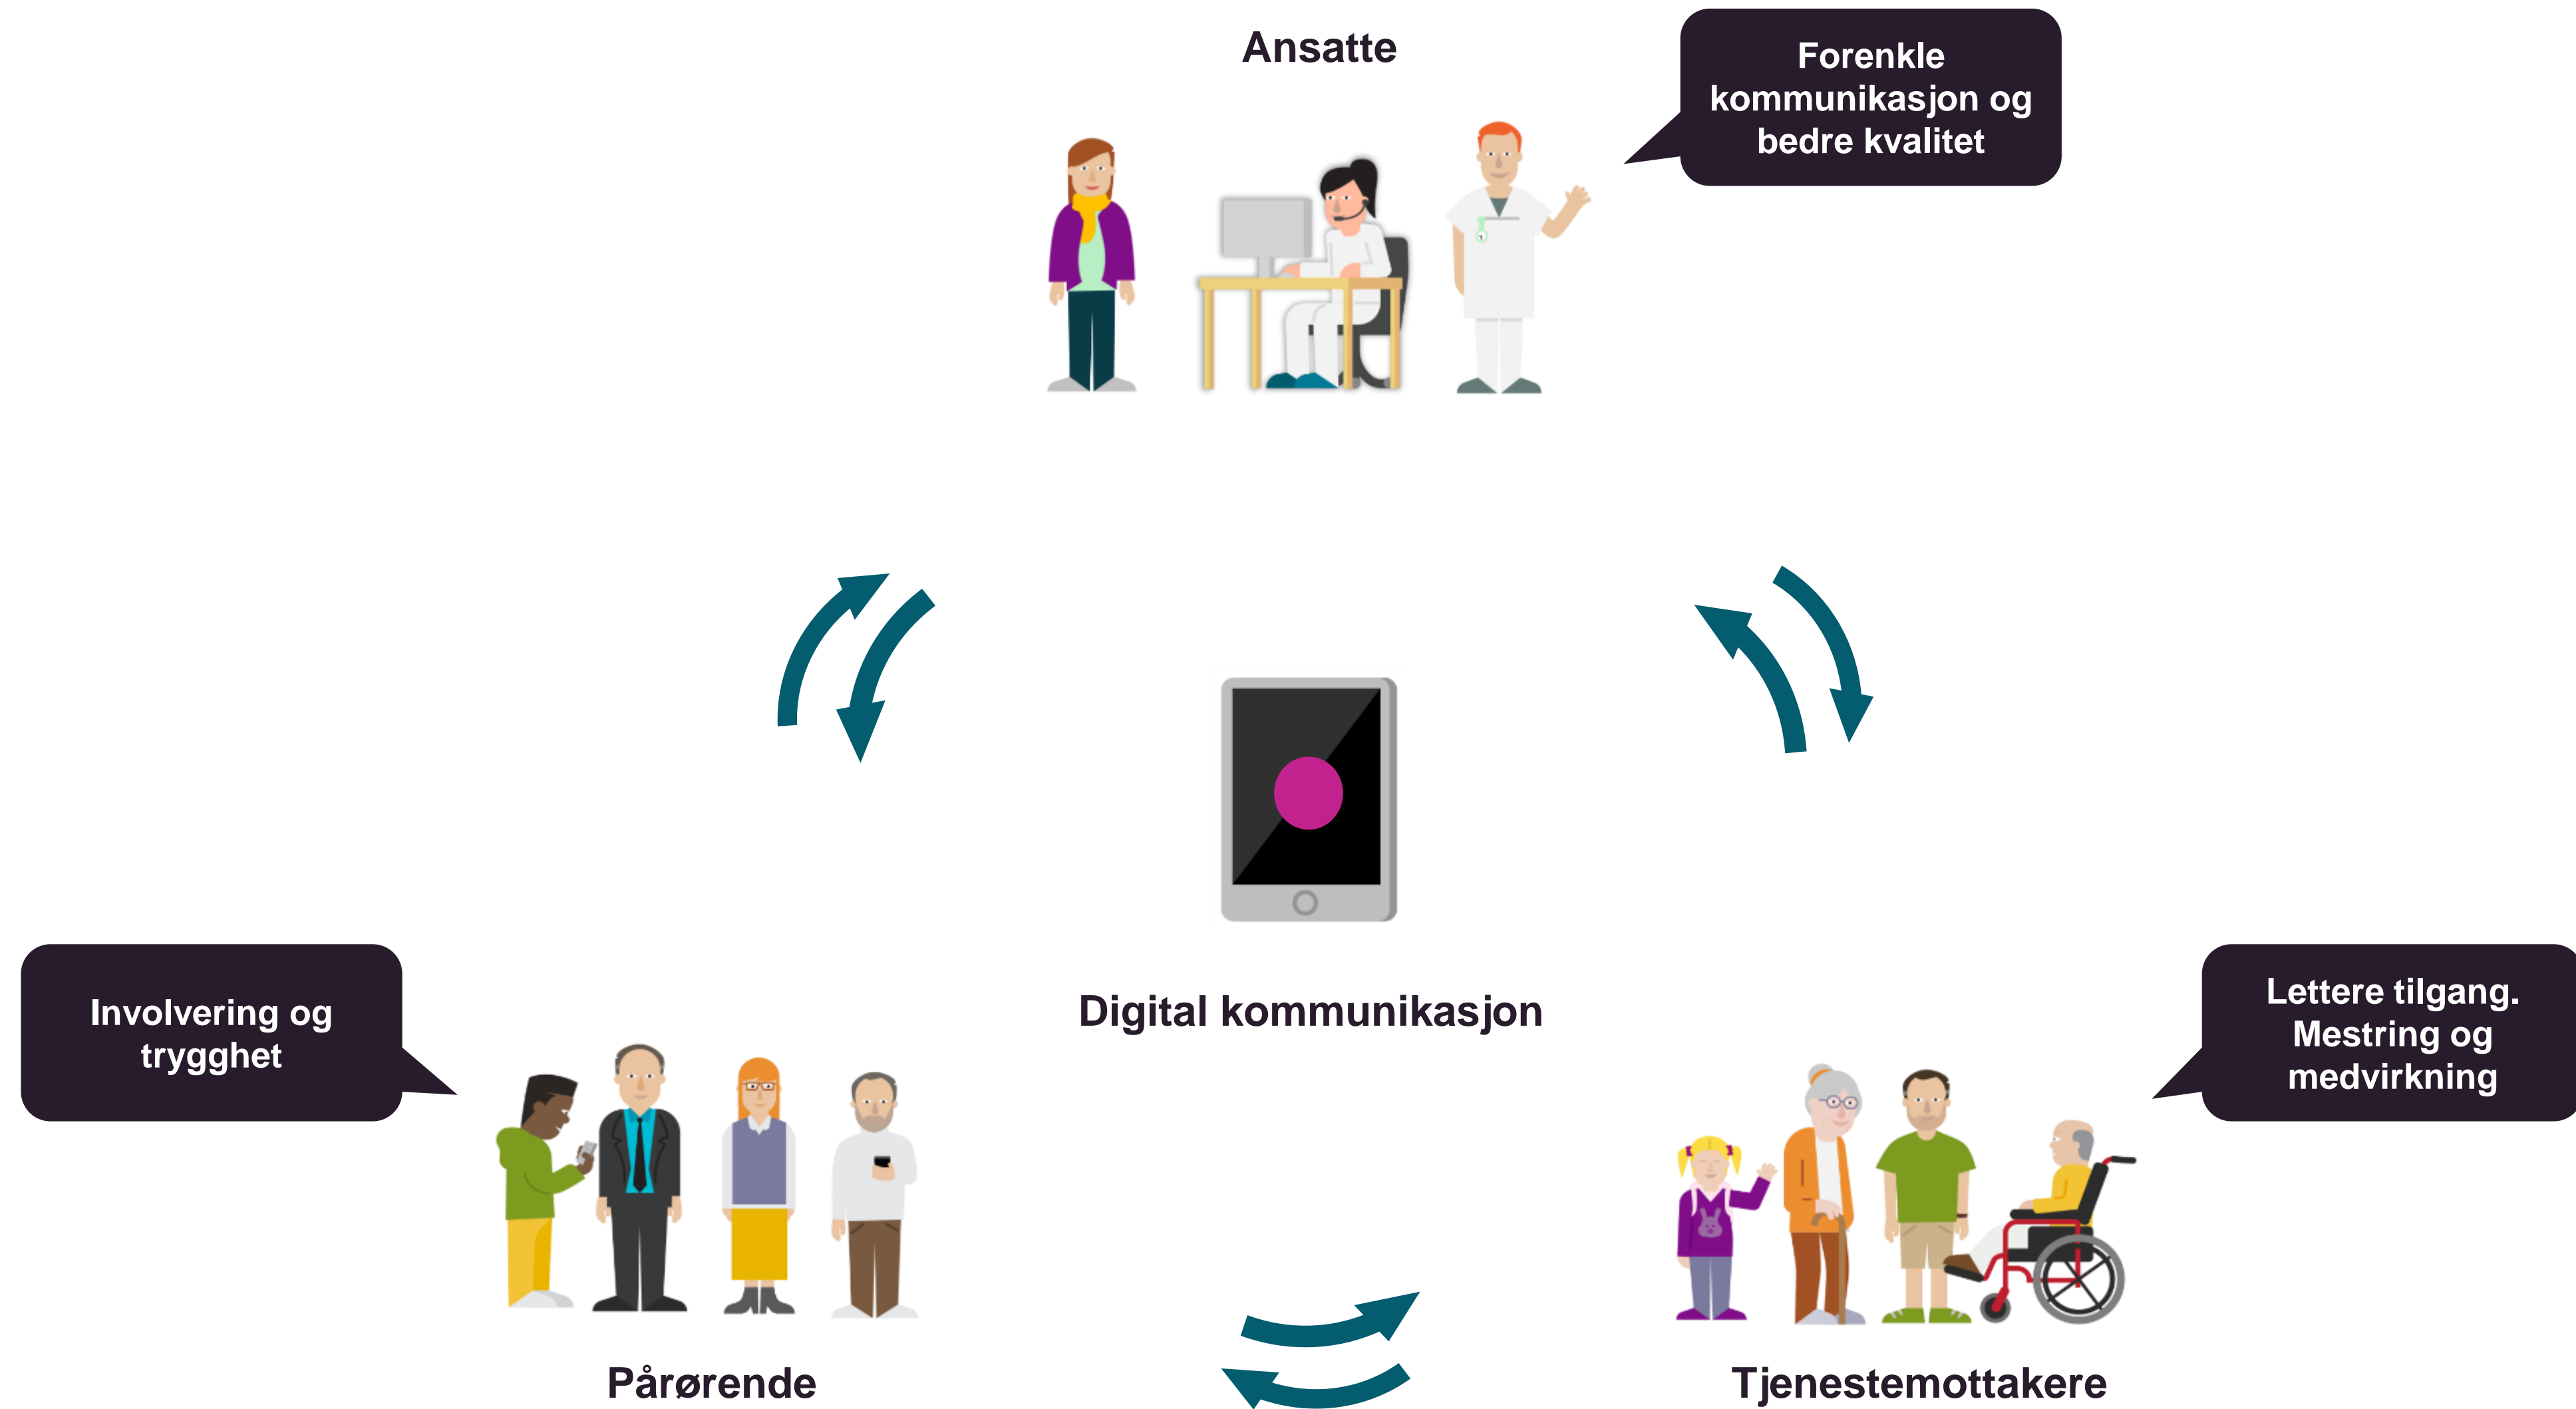 Ansatte
Forenkle
kommunikasjon og
bedre kvalitet
Digital kommunikasjon
Involvering og
trygghet
Lettere tilgang.
Mestring og
medvirkning
Pårørende
Tjenestemottakere